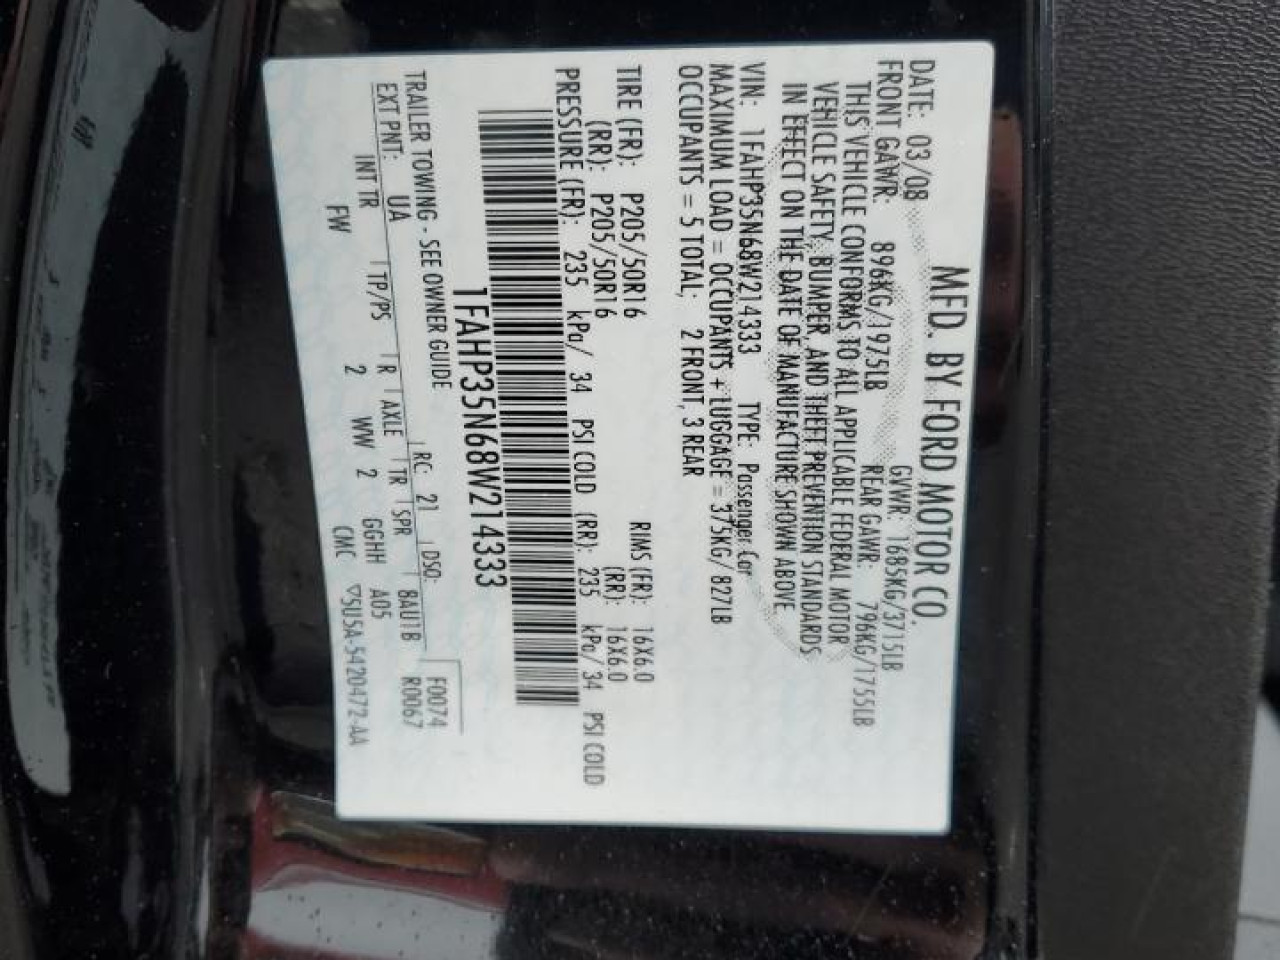 MFD. BY FORD MOTOR CO.
DATE: 03/08 GVWR: 1685KG/3715LB
FRONT GAWR: 896KG/1975LB REAR GAWR: 796KG/1755LB
THIS VEHICLE CONFORMS TO ALL APPLICABLE FEDERAL MOTOR
VEHICLE SAFETY, BUMPER, AND THEFT PREVENTION STANDARDS
IN EFFECT ON THE DATE OF MANUFACTURE SHOWN ABOVE.
VIN: 1FAHP35N68W214333 TYPE: Passenger Car
MAXIMUM LOAD = OCCUPANTS + LUGGAGE = 375KG/827LB
OCCUPANTS = 5 TOTAL; 2 FRONT, 3 REAR
TIRE (FR): P205/50R16 RIMS (FR): 16X6.0
(RR): P205/50R16 (RR): 16X6.0
PRESSURE (FR): 235 kPa/ 34 PSI COLD (RR): 235 kPa/ 34 PSI COLD
1FAHP35N68W214333
TRAILER TOWING - SEE OWNER GUIDE RC: 21 DSO: F0074
EXT PNT: UA 8AU1B R0067
INT TR TP/PS R AXLE TR SPR GGHH A05
FW 2 WW 2 CMC ▽5U5A-5420472-AA